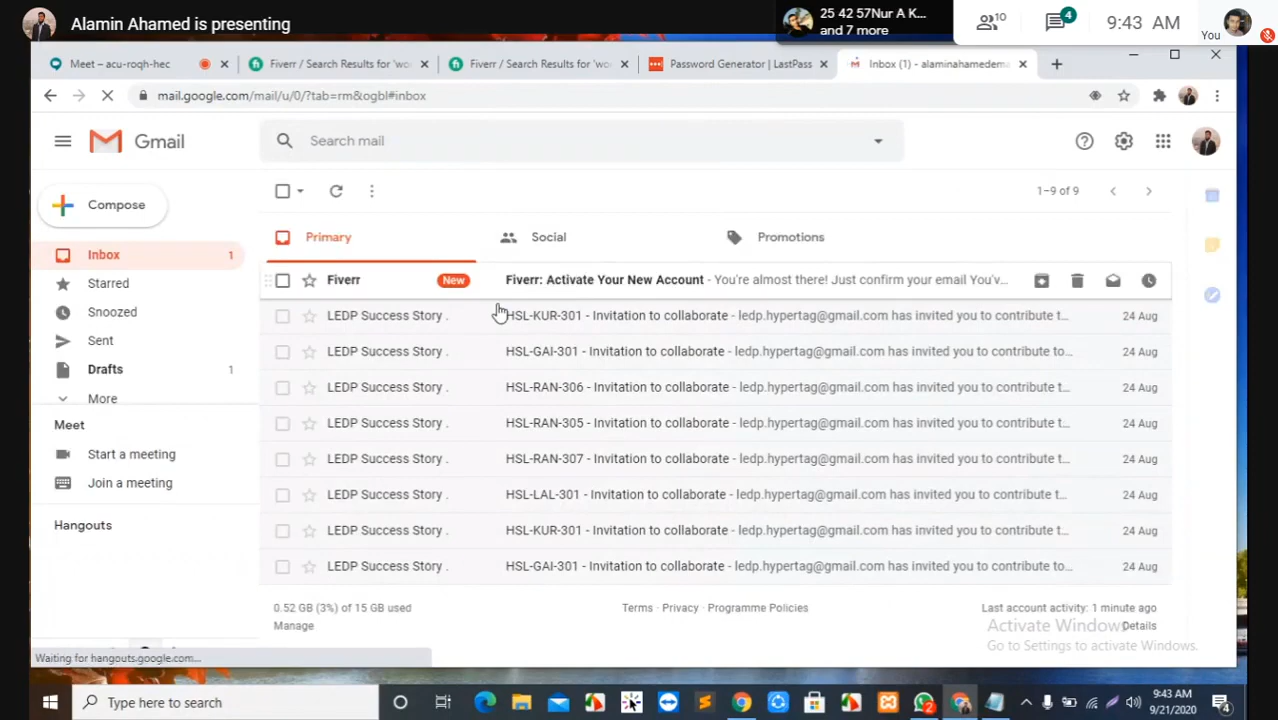 Alamin Ahamed is presenting
25 42 57Nur A K...
and 7 more
10
4
9:43 AM
You
Meet – acu-roqh-hec
Fiverr / Search Results for 'wo
Fiverr / Search Results for 'wo
Password Generator | LastPass
Inbox (1) - alaminahamedema
mail.google.com/mail/u/0/?tab=rm&ogbl#inbox
Gmail
Search mail
Compose
1–9 of 9
Primary
Social
Promotions
Inbox 1
Starred
Snoozed
Sent
Drafts 1
More
Meet
Start a meeting
Join a meeting
Hangouts
Fiverr New Fiverr: Activate Your New Account - You're almost there! Just confirm your email You'v...
LEDP Success Story . HSL-KUR-301 - Invitation to collaborate - ledp.hypertag@gmail.com has invited you to contribute t... 24 Aug
LEDP Success Story . HSL-GAI-301 - Invitation to collaborate - ledp.hypertag@gmail.com has invited you to contribute to... 24 Aug
LEDP Success Story . HSL-RAN-306 - Invitation to collaborate - ledp.hypertag@gmail.com has invited you to contribute t... 24 Aug
LEDP Success Story . HSL-RAN-305 - Invitation to collaborate - ledp.hypertag@gmail.com has invited you to contribute t... 24 Aug
LEDP Success Story . HSL-RAN-307 - Invitation to collaborate - ledp.hypertag@gmail.com has invited you to contribute t... 24 Aug
LEDP Success Story . HSL-LAL-301 - Invitation to collaborate - ledp.hypertag@gmail.com has invited you to contribute t... 24 Aug
LEDP Success Story . HSL-KUR-301 - Invitation to collaborate - ledp.hypertag@gmail.com has invited you to contribute t... 24 Aug
LEDP Success Story . HSL-GAI-301 - Invitation to collaborate - ledp.hypertag@gmail.com has invited you to contribute to... 24 Aug
0.52 GB (3%) of 15 GB used
Manage
Terms · Privacy · Programme Policies
Last account activity: 1 minute ago
Details
Activate Windows
Go to Settings to activate Windows.
Waiting for hangouts.google.com...
Type here to search
9:43 AM
9/21/2020
4